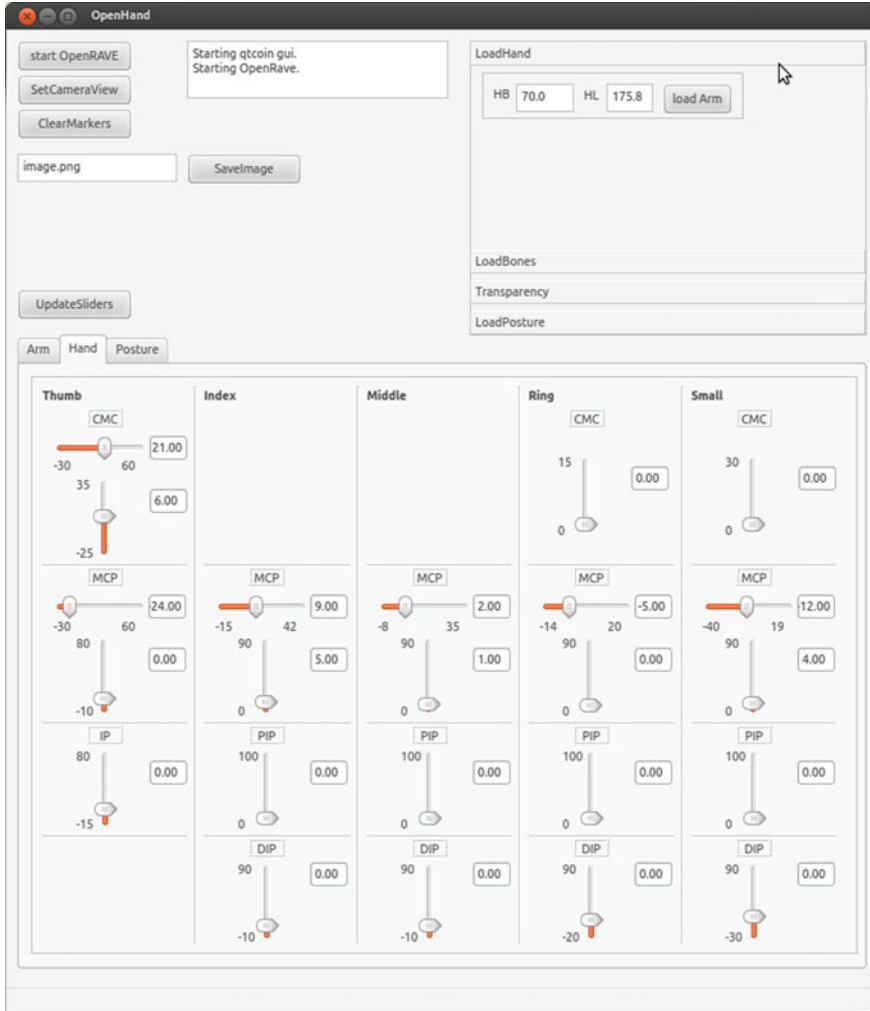 OpenHand
start OpenRAVE
SetCameraView
ClearMarkers
Starting qtcoin gui.
Starting OpenRave.
image.png SaveImage
UpdateSliders
LoadHand
HB 70.0 HL 175.8 load Arm
LoadBones
Transparency
LoadPosture
Arm Hand Posture
Thumb Index Middle Ring Small
CMC CMC CMC
21.00
-30 60
35 6.00 15 0.00 30 0.00
-25 0 0
MCP MCP MCP MCP MCP
-24.00 9.00 2.00 -5.00 -12.00
-30 60 -15 42 -8 35 -14 20 -40 19
80 0.00 90 5.00 90 1.00 90 0.00 90 4.00
-10 0 0 0 0
IP PIP PIP PIP PIP
80 0.00 100 0.00 100 0.00 100 0.00 100 0.00
-15 0 0 0 0
DIP DIP DIP DIP
90 0.00 90 0.00 90 0.00 90 0.00
-10 -10 -20 -30